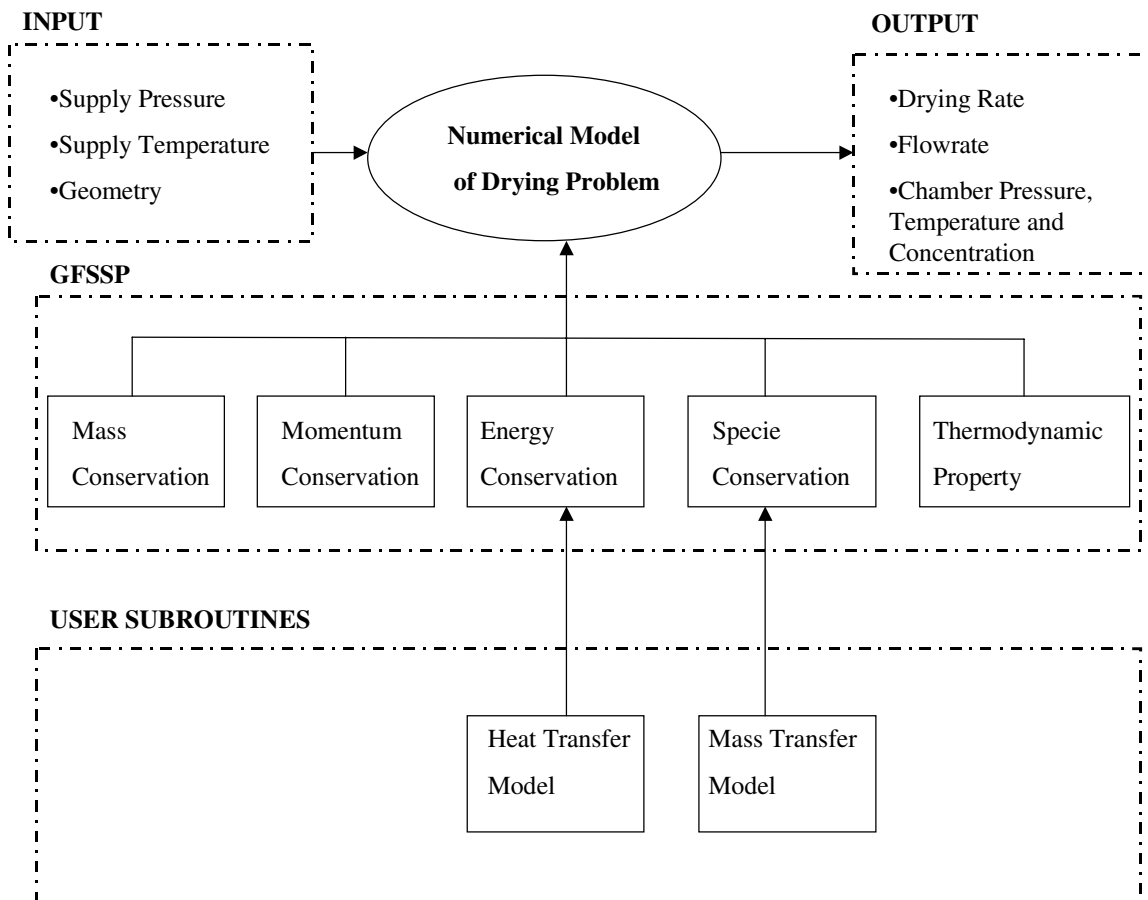 INPUT
•Supply Pressure
•Supply Temperature
•Geometry
Numerical Model
of Drying Problem
OUTPUT
•Drying Rate
•Flowrate
•Chamber Pressure,
Temperature and
Concentration
GFSSP
Mass
Conservation
Momentum
Conservation
Energy
Conservation
Specie
Conservation
Thermodynamic
Property
USER SUBROUTINES
Heat Transfer
Model
Mass Transfer
Model